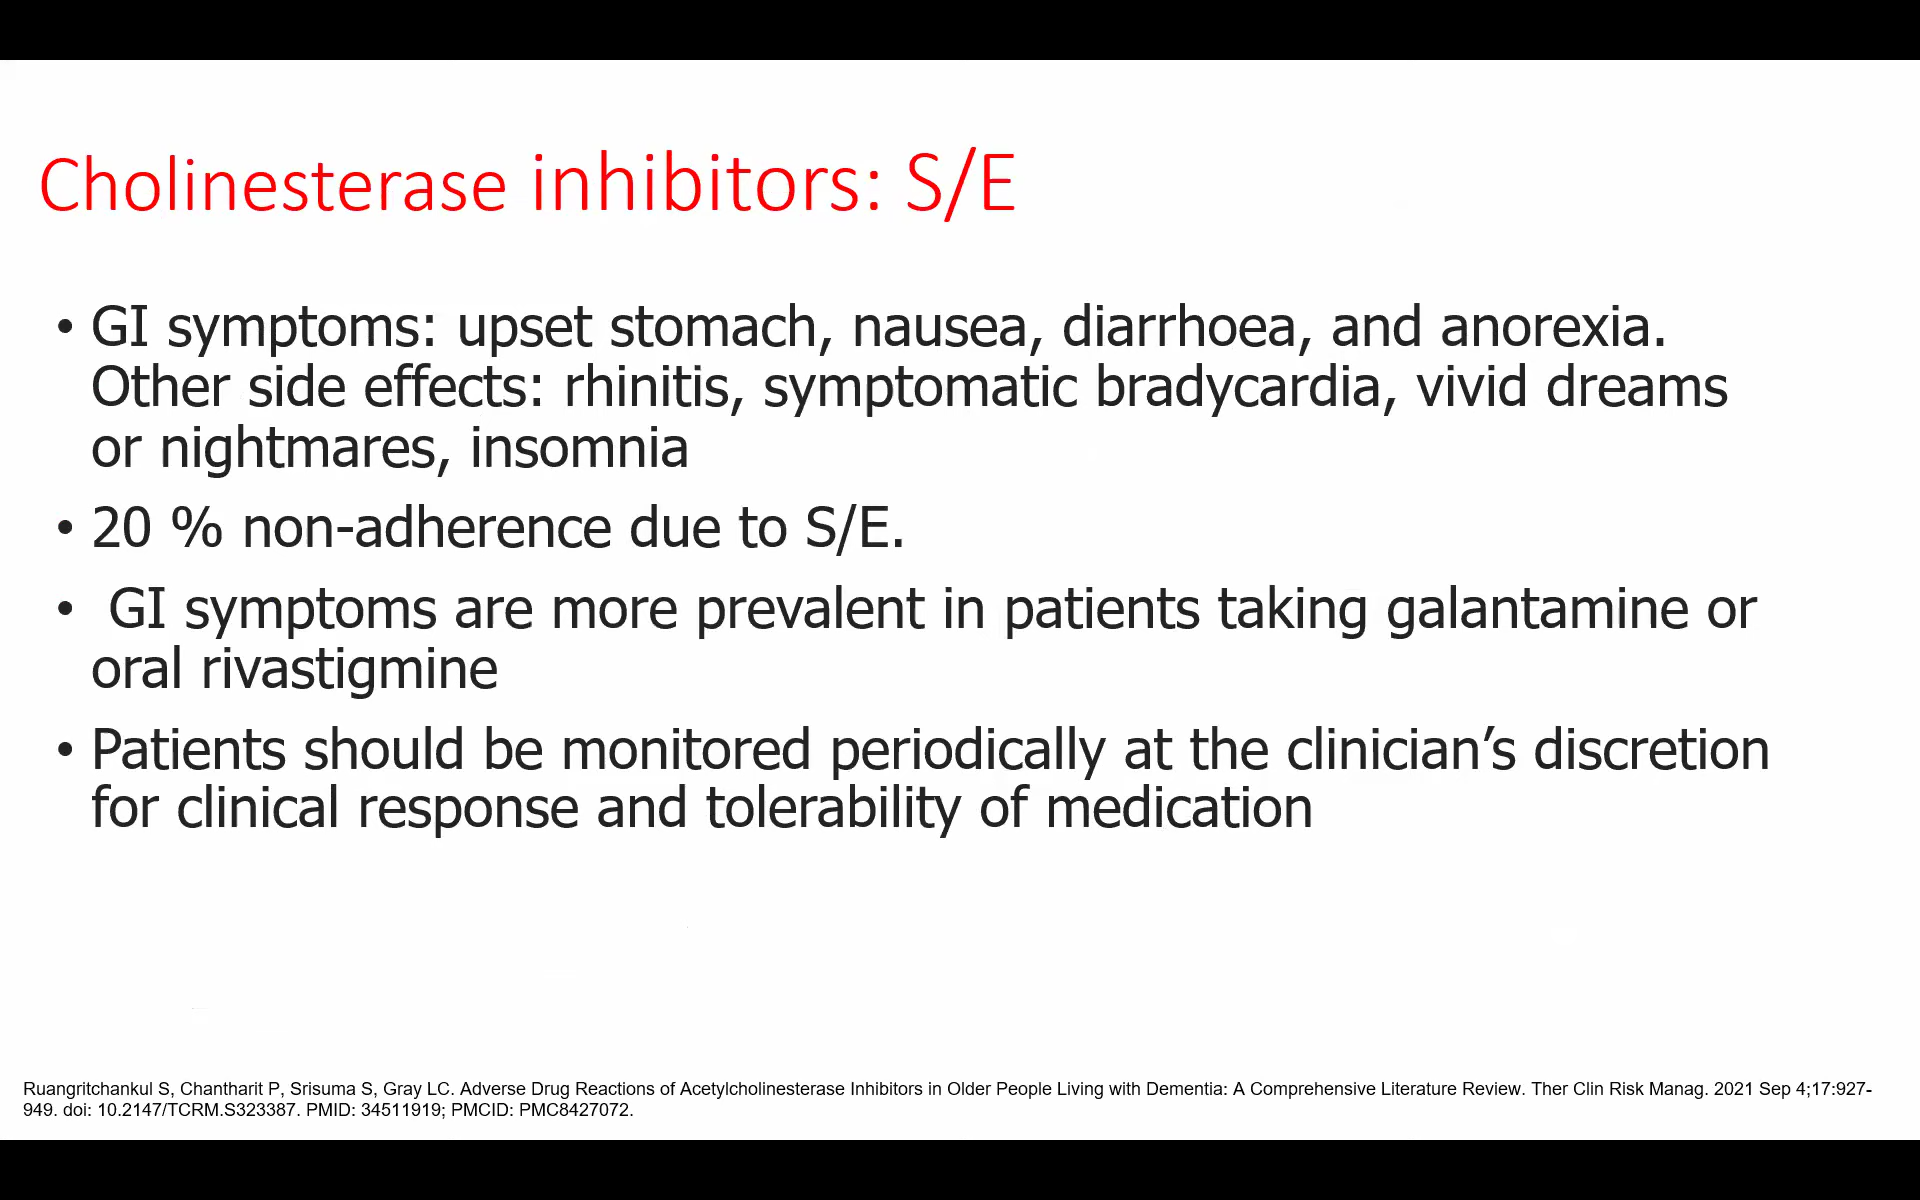 Cholinesterase inhibitors: S/E
• GI symptoms: upset stomach, nausea, diarrhoea, and anorexia.
Other side effects: rhinitis, symptomatic bradycardia, vivid dreams
or nightmares, insomnia
• 20 % non-adherence due to S/E.
• GI symptoms are more prevalent in patients taking galantamine or
oral rivastigmine
• Patients should be monitored periodically at the clinician’s discretion
for clinical response and tolerability of medication
Ruangritchankul S, Chantharit P, Srisuma S, Gray LC. Adverse Drug Reactions of Acetylcholinesterase Inhibitors in Older People Living with Dementia: A Comprehensive Literature Review. Ther Clin Risk Manag. 2021 Sep 4;17:927-
949. doi: 10.2147/TCRM.S323387. PMID: 34511919; PMCID: PMC8427072.